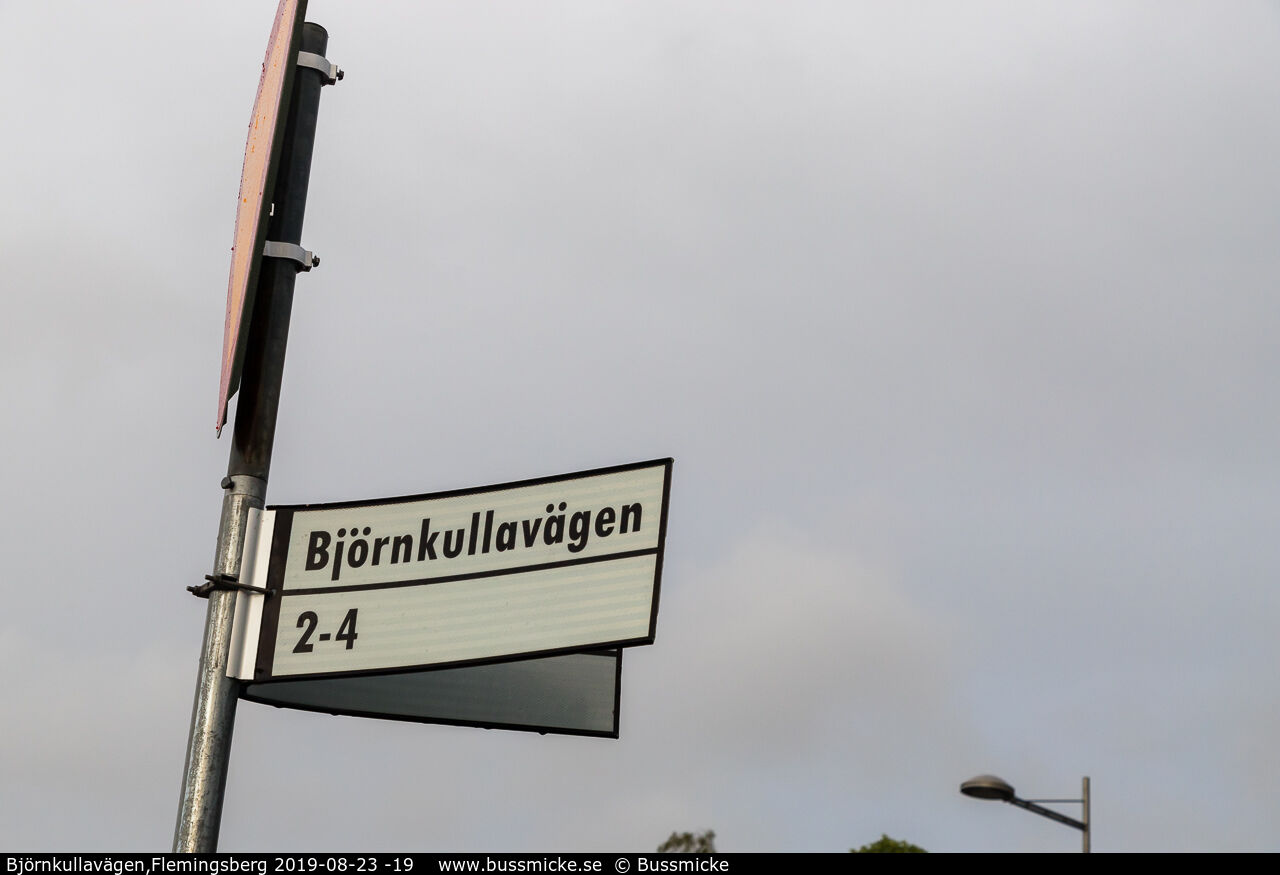 Björnkullavägen
2-4
Björnkullavägen,Flemingsberg 2019-08-23 -19 www.bussmicke.se © Bussmicke